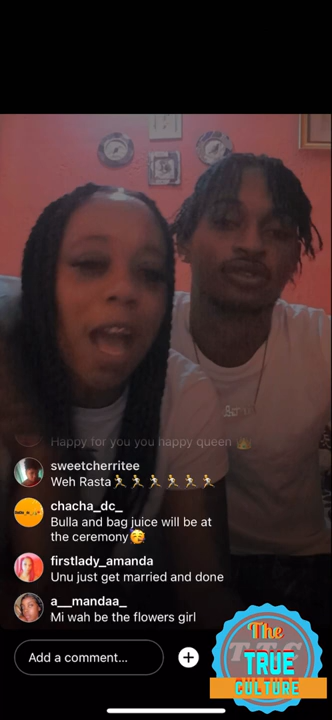 Happy for you you happy queen
sweetcherritee
Weh Rasta
chacha_dc_
Bulla and bag juice will be at
the ceremony
firstlady_amanda
Unu just get married and done
a__mandaa_
Mi wah be the flowers girl
Add a comment...
The
TRUE
CULTURE